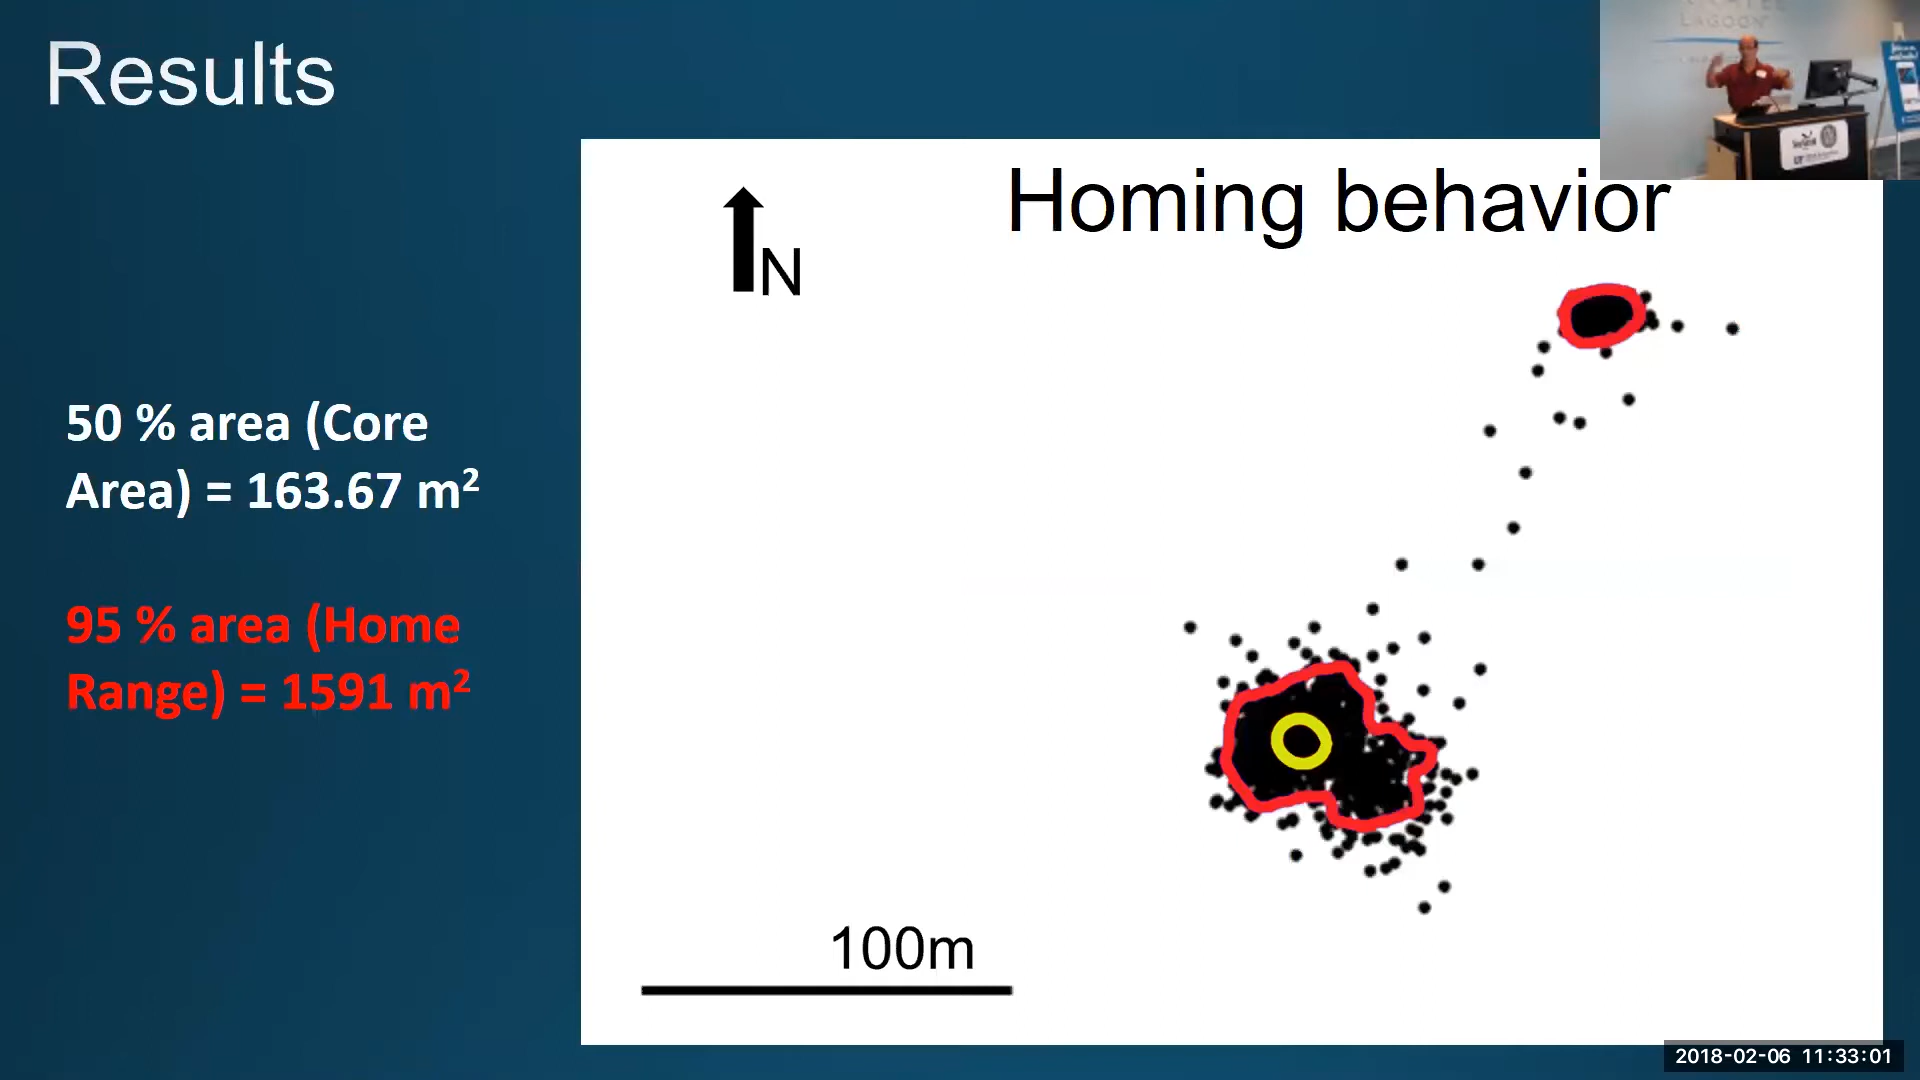 Results
LAGOON
Homing behavior
N
50 % area (Core
Area) = 163.67 m²
95 % area (Home
Range) = 1591 m²
100m
2018-02-06 11:33:01